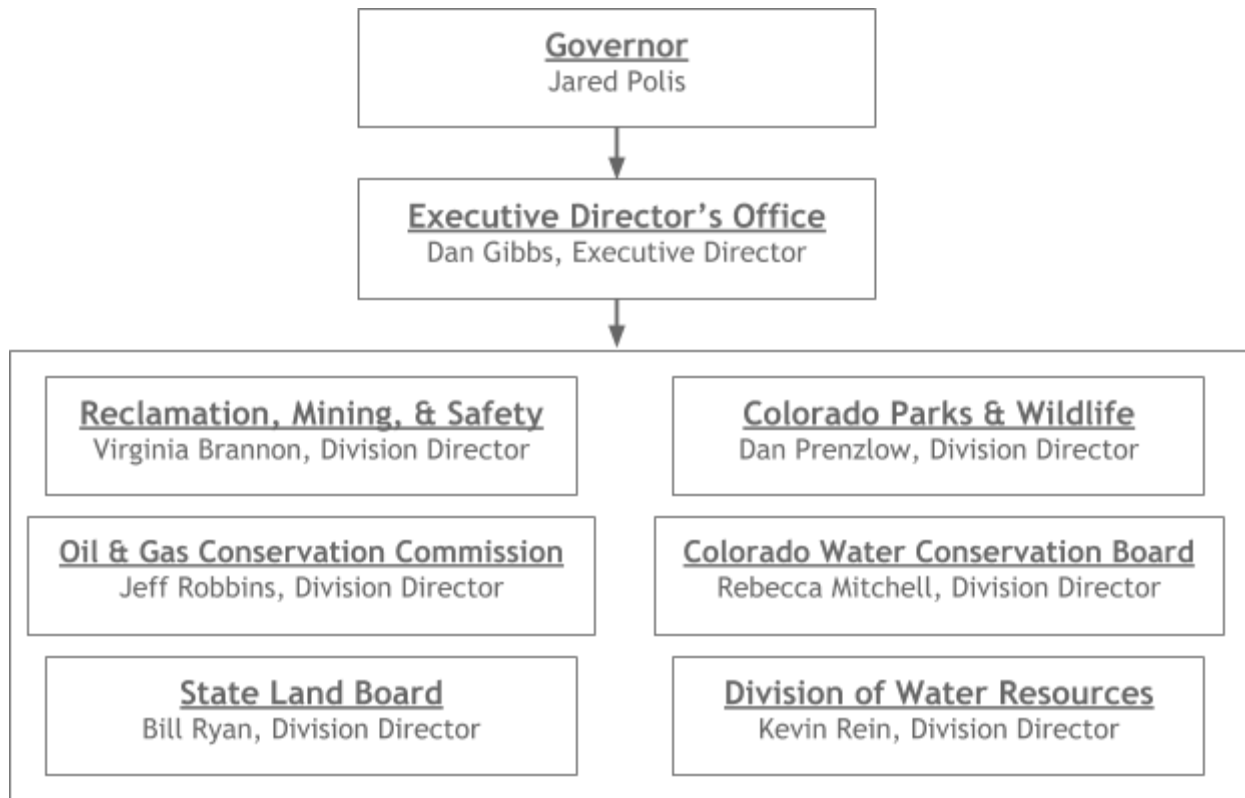 Governor
Jared Polis
Executive Director’s Office
Dan Gibbs, Executive Director
Reclamation, Mining, & Safety
Virginia Brannon, Division Director
Colorado Parks & Wildlife
Dan Prenzlow, Division Director
Oil & Gas Conservation Commission
Jeff Robbins, Division Director
Colorado Water Conservation Board
Rebecca Mitchell, Division Director
State Land Board
Bill Ryan, Division Director
Division of Water Resources
Kevin Rein, Division Director